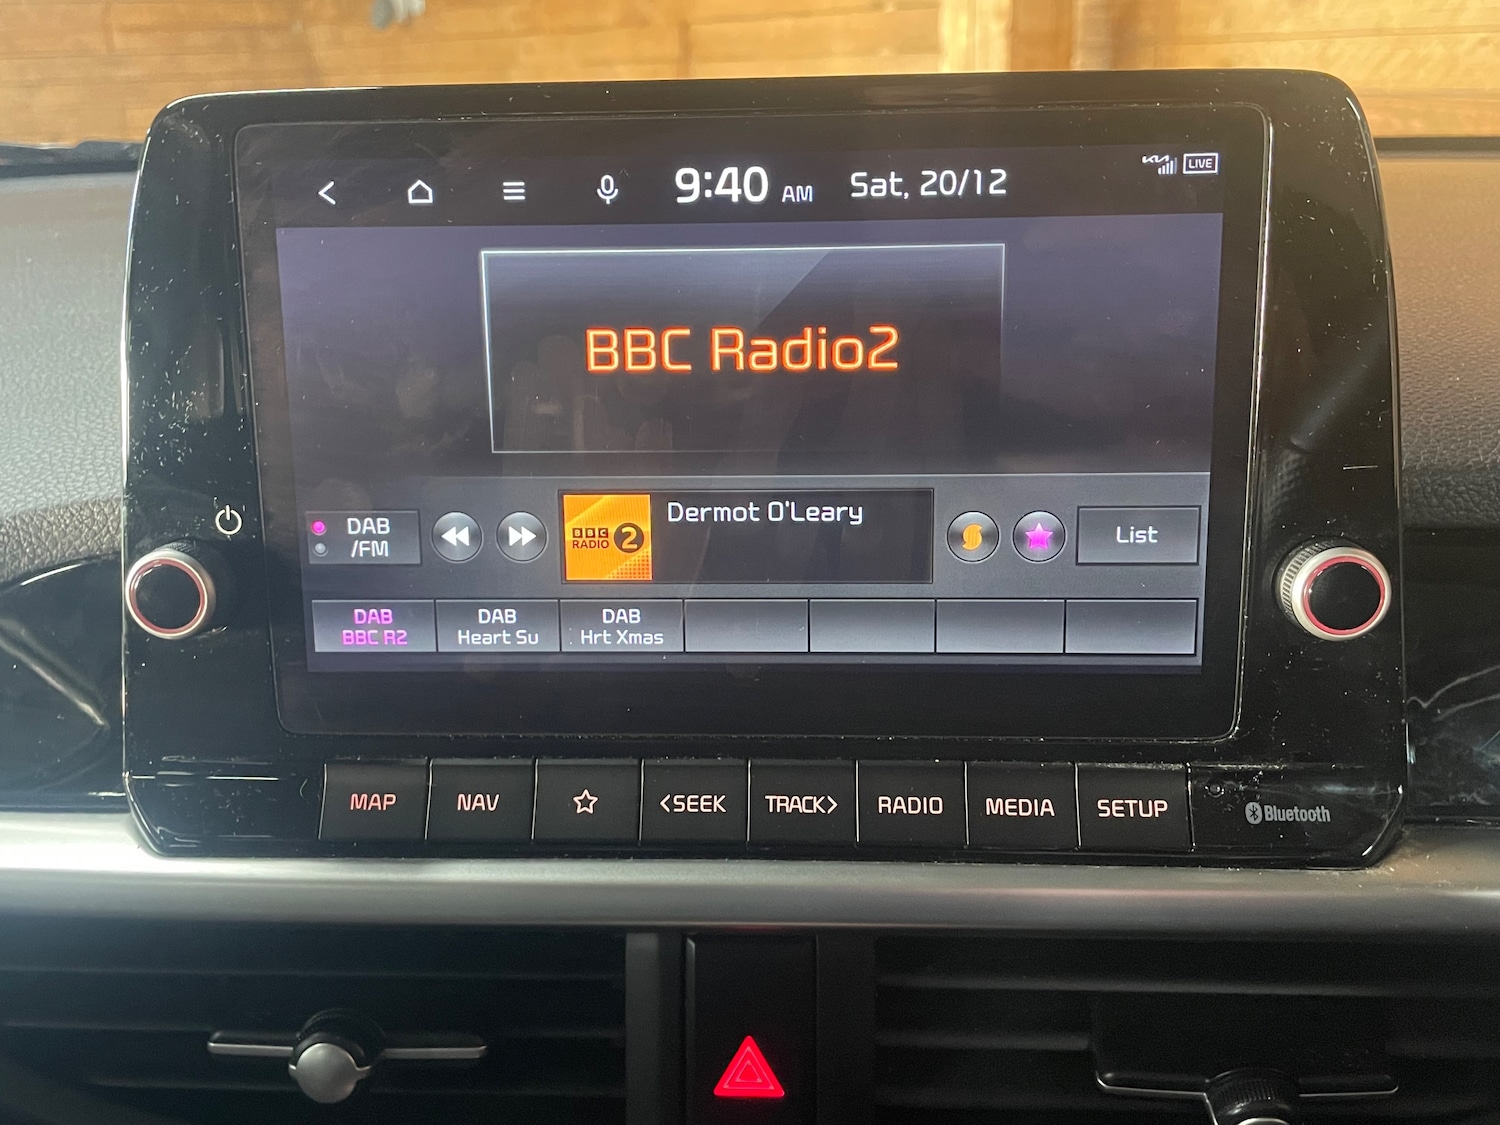 9:40 AM Sat, 20/12
KIA LIVE
BBC Radio2
DAB
/FM
BBC
RADIO 2
Dermot O'Leary
List
DAB
BBC R2
DAB
Heart Su
DAB
Hrt Xmas
MAP NAV <SEEK TRACK> RADIO MEDIA SETUP
Bluetooth